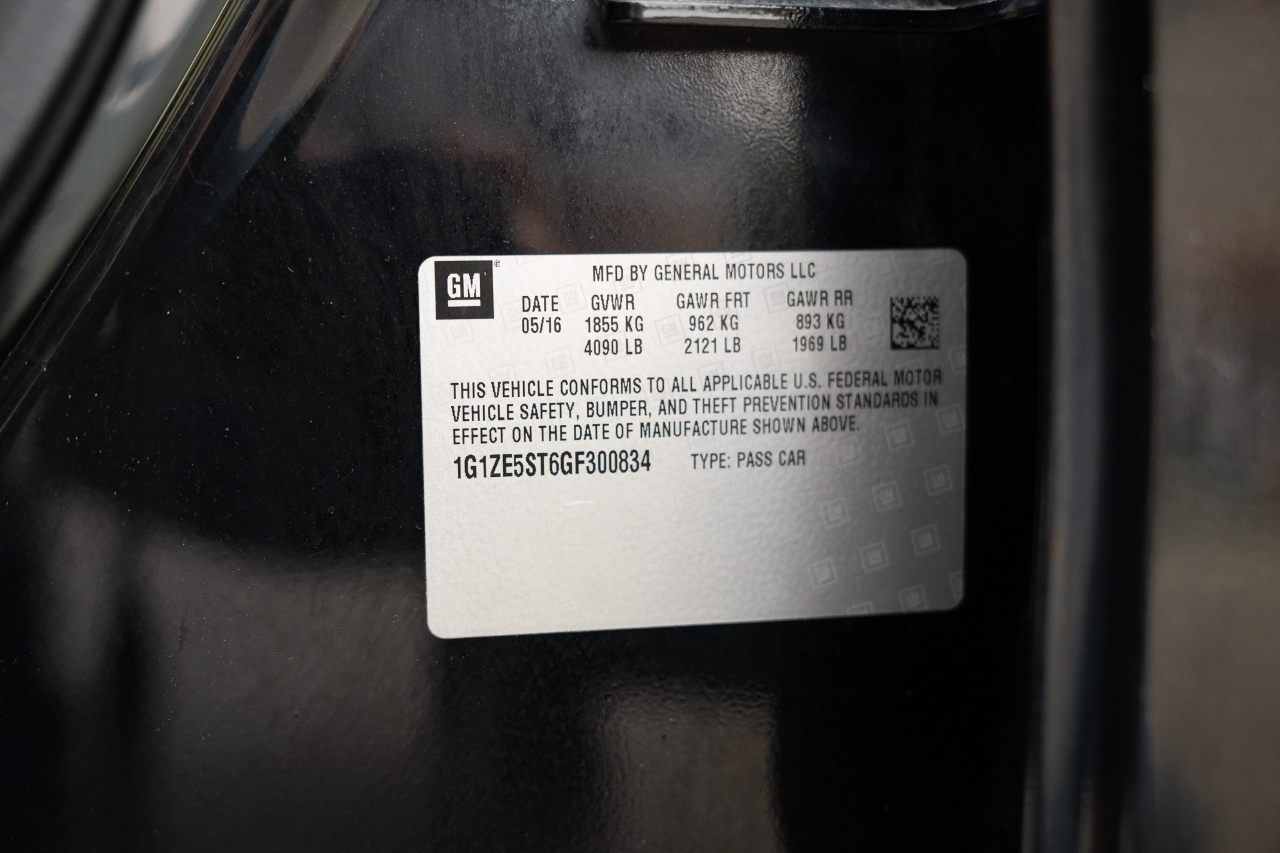 GM®
MFD BY GENERAL MOTORS LLC
DATE GVWR GAWR FRT GAWR RR
05/16 1855 KG 962 KG 893 KG
4090 LB 2121 LB 1969 LB
THIS VEHICLE CONFORMS TO ALL APPLICABLE U.S. FEDERAL MOTOR
VEHICLE SAFETY, BUMPER, AND THEFT PREVENTION STANDARDS IN
EFFECT ON THE DATE OF MANUFACTURE SHOWN ABOVE.
1G1ZE5ST6GF300834 TYPE: PASS CAR